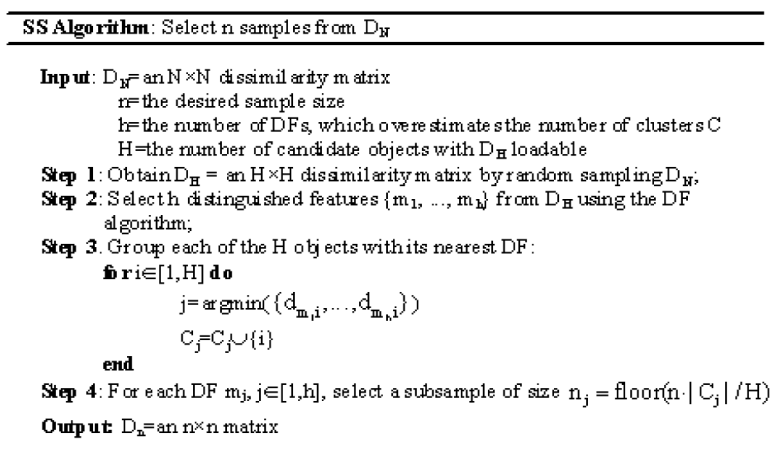 SS Algorithm: Select n samples from D_N
Input: D_N=an N×N dissimilarity matrix
n=the desired sample size
h=the number of DFs, which overestimates the number of clusters C
H=the number of candidate objects with D_H loadable
Step 1: Obtain D_H = an H×H dissimilarity matrix by random sampling D_N;
Step 2: Select h distinguished features {m_1, ..., m_h} from D_H using the DF
algorithm;
Step 3. Group each of the H objects with its nearest DF:
for i∈[1,H] do
j=argmin({d_{m_1 i},...,d_{m_h i}})
C_j=C_j∪{i}
end
Step 4: For each DF m_j, j∈[1,h], select a subsample of size n_j = floor(n·|C_j|/H)
Output: D_n=an n×n matrix